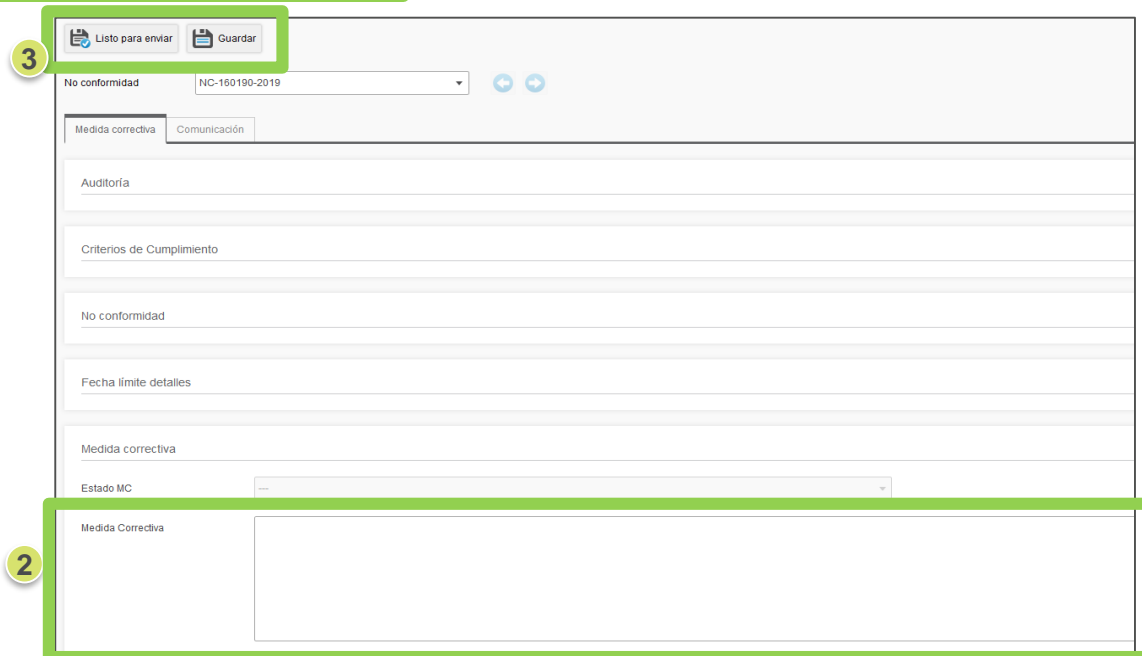 3
Listo para enviar Guardar
No conformidad NC-160190-2019
Medida correctiva Comunicación
Auditoría
Criterios de Cumplimiento
No conformidad
Fecha límite detalles
Medida correctiva
Estado MC ---
2
Medida Correctiva